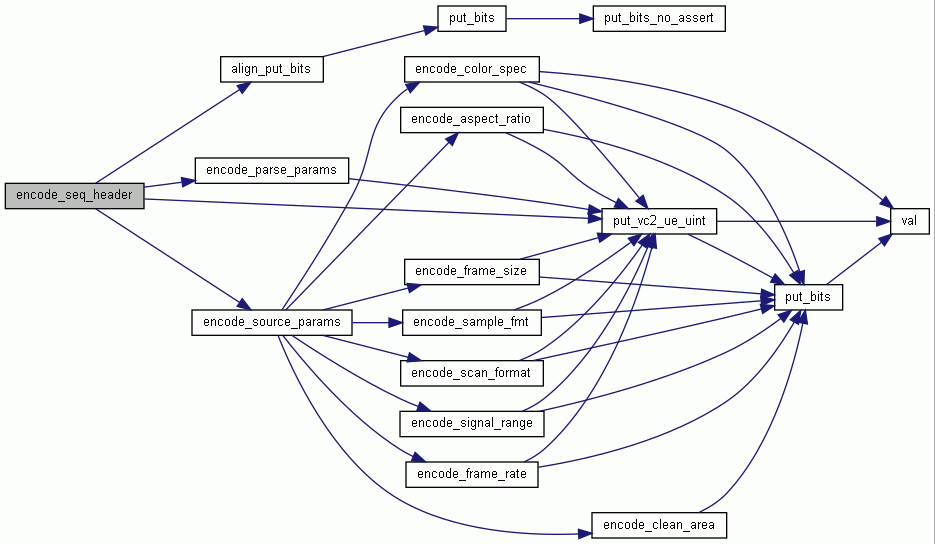 put_bits
put_bits_no_assert
align_put_bits
encode_color_spec
encode_aspect_ratio
encode_parse_params
encode_seq_header
put_vc2_ue_uint
val
encode_frame_size
put_bits
encode_source_params
encode_sample_fmt
encode_scan_format
encode_signal_range
encode_frame_rate
encode_clean_area